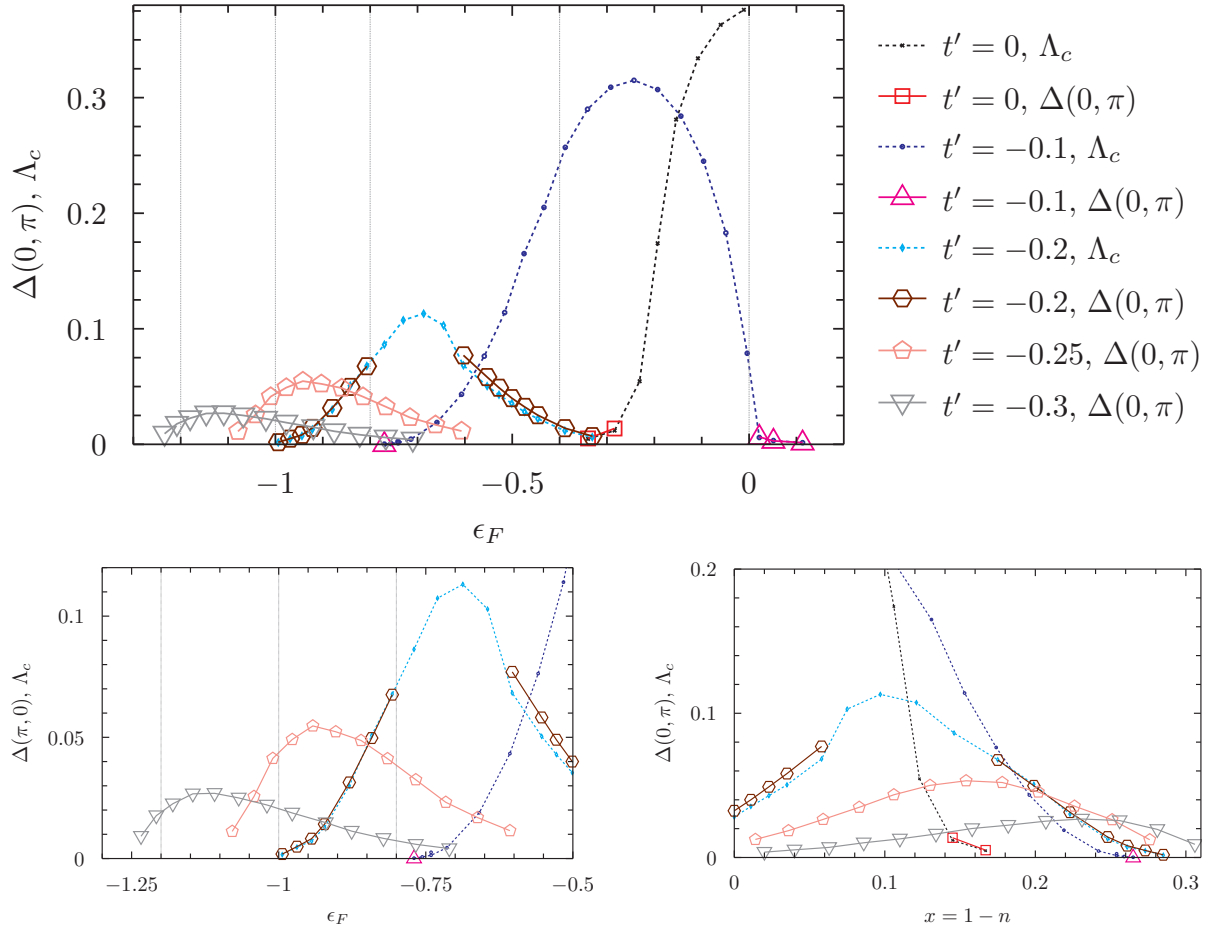 Δ(0, π), Λ_c
0.3
0.2
0.1
0
−1
−0.5
0
ϵ_F
t′ = 0, Λ_c
t′ = 0, Δ(0, π)
t′ = −0.1, Λ_c
t′ = −0.1, Δ(0, π)
t′ = −0.2, Λ_c
t′ = −0.2, Δ(0, π)
t′ = −0.25, Δ(0, π)
t′ = −0.3, Δ(0, π)
Δ(π, 0), Λ_c
0.1
0.05
0
−1.25
−1
−0.75
−0.5
ϵ_F
Δ(0, π), Λ_c
0.2
0.1
0
0
0.1
0.2
0.3
x = 1 − n